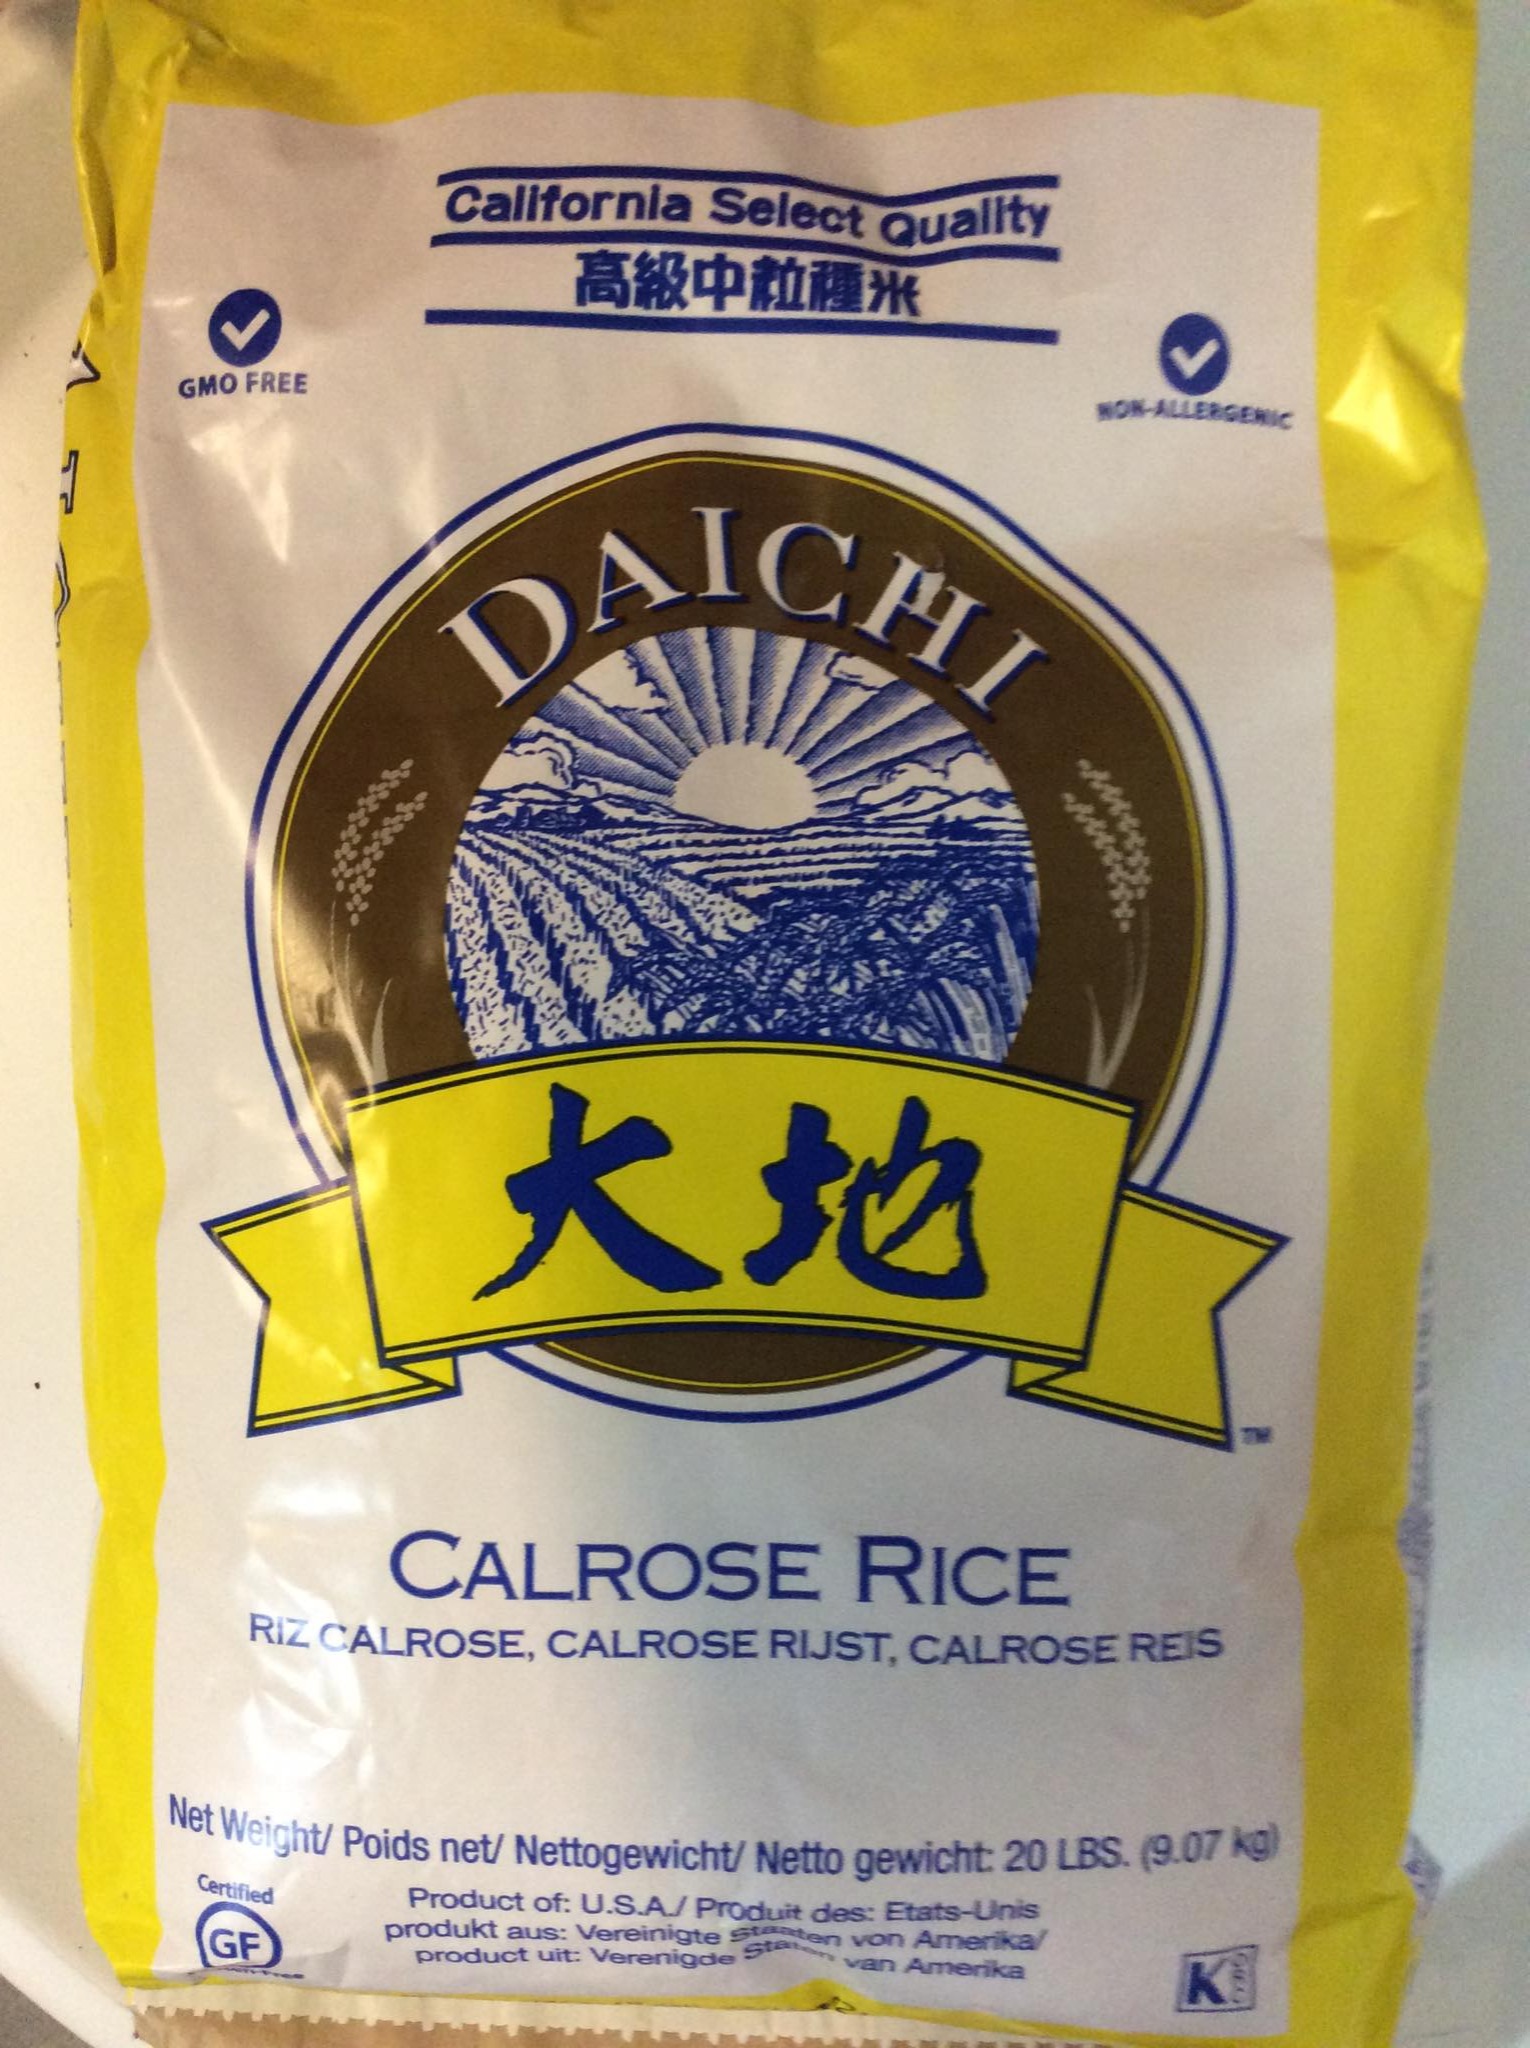 California Select Quality
高級中粒種米
GMO FREE
NON-ALLERGENIC
DAICHI
大地
TM
CALROSE RICE
RIZ CALROSE, CALROSE RIJST, CALROSE REIS
Net Weight/ Poids net/ Nettogewicht/ Netto gewicht: 20 LBS. (9.07 kg)
Certified
GF
Product of: U.S.A./ Produit des: Etats-Unis
produkt aus: Vereinigte Staaten von Amerika/
product uit: Verenigde Staten van Amerika
K